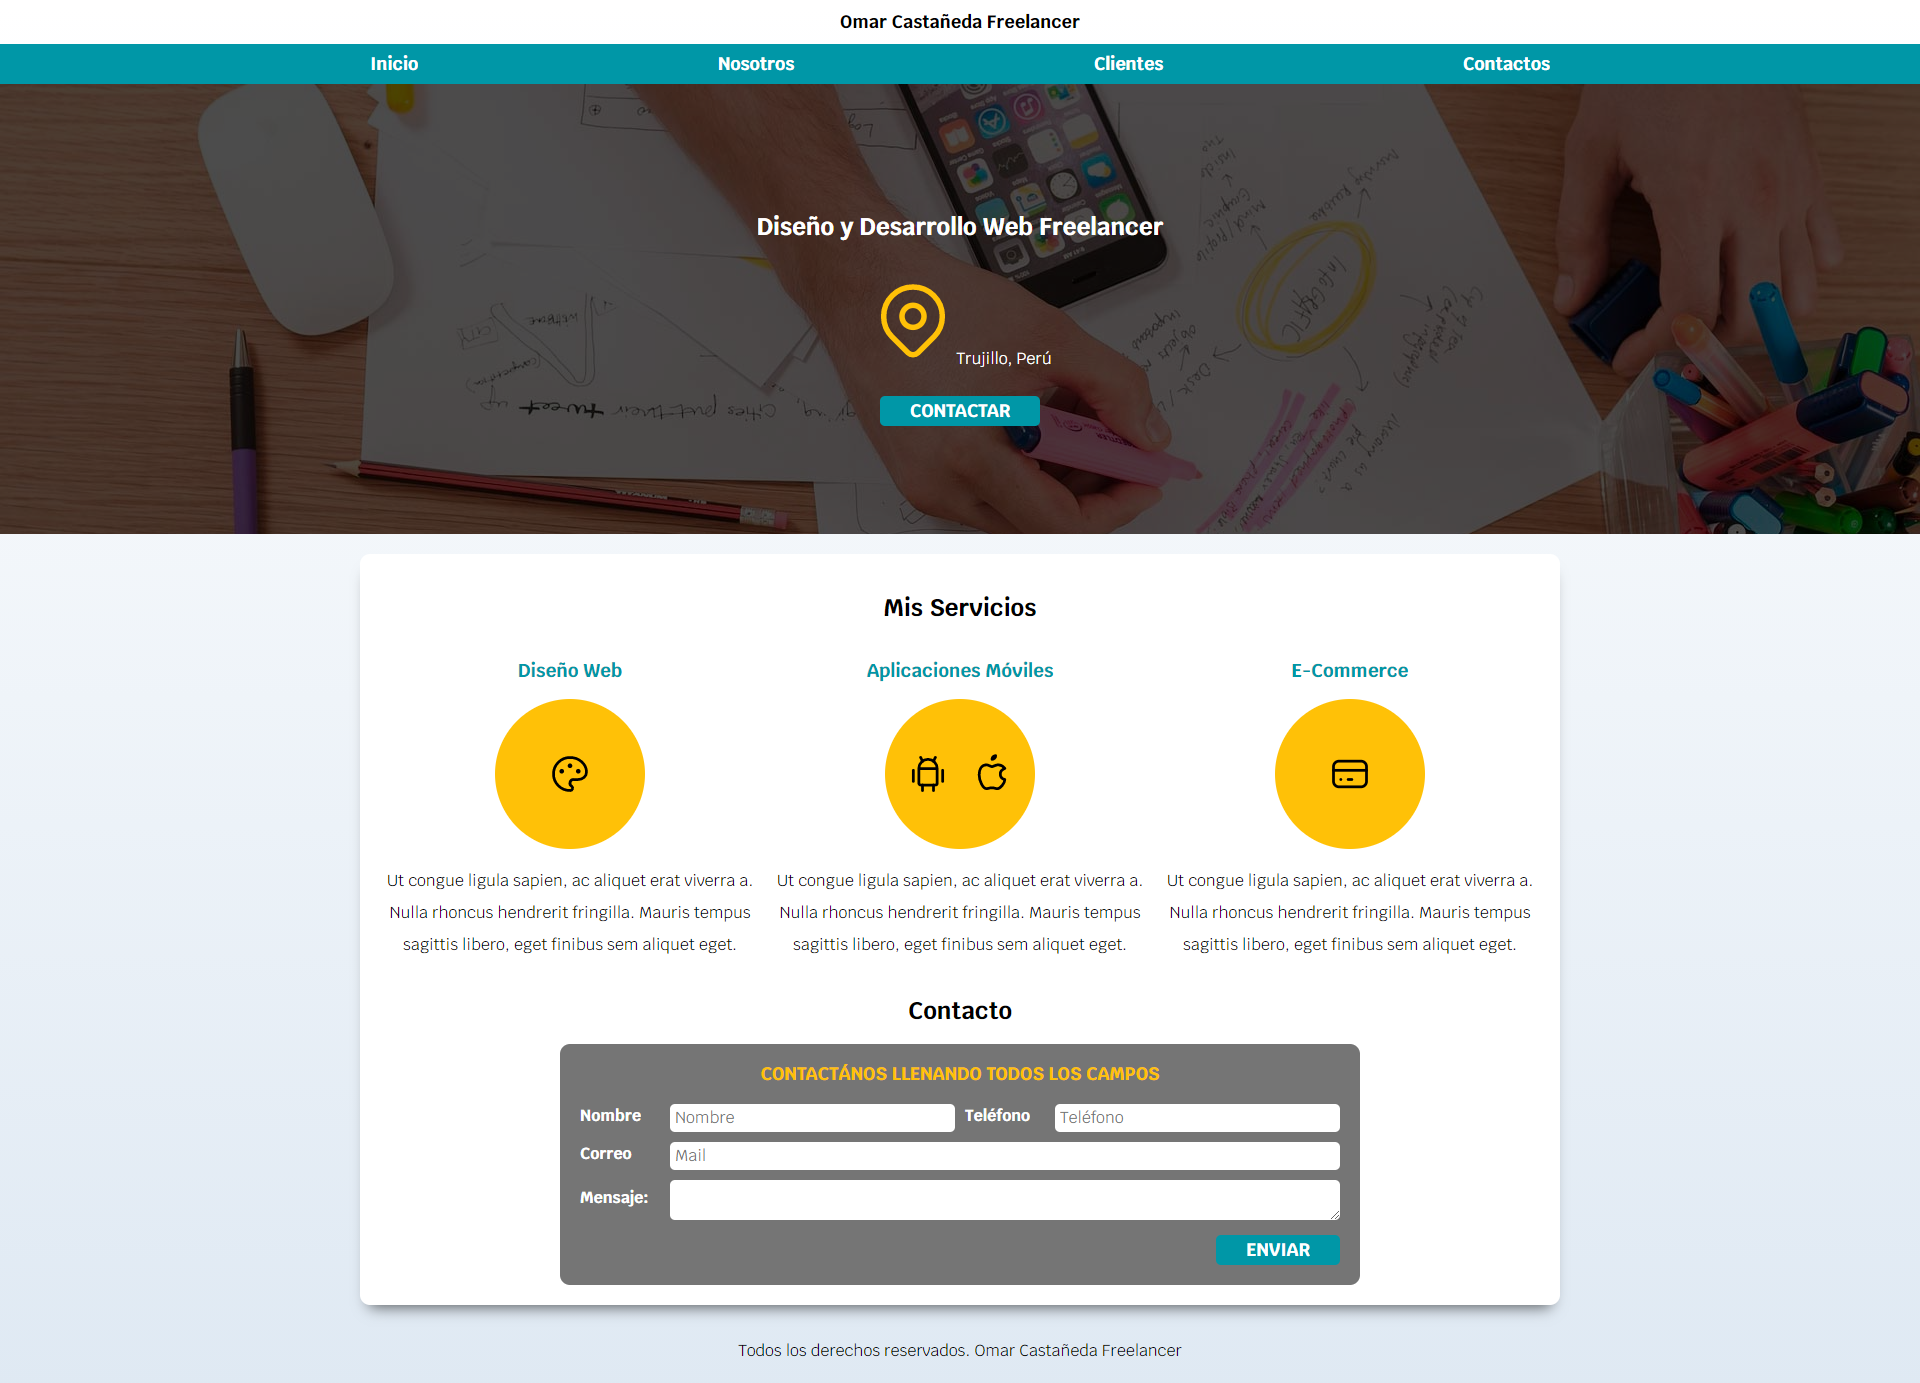 Omar Castañeda Freelancer
Inicio Nosotros Clientes Contactos
Diseño y Desarrollo Web Freelancer
Trujillo, Perú
CONTACTAR
Mis Servicios
Diseño Web
Aplicaciones Móviles
E-Commerce
Ut congue ligula sapien, ac aliquet erat viverra a.
Nulla rhoncus hendrerit fringilla. Mauris tempus
sagittis libero, eget finibus sem aliquet eget.
Ut congue ligula sapien, ac aliquet erat viverra a.
Nulla rhoncus hendrerit fringilla. Mauris tempus
sagittis libero, eget finibus sem aliquet eget.
Ut congue ligula sapien, ac aliquet erat viverra a.
Nulla rhoncus hendrerit fringilla. Mauris tempus
sagittis libero, eget finibus sem aliquet eget.
Contacto
CONTACTÁNOS LLENANDO TODOS LOS CAMPOS
Nombre Nombre Teléfono Teléfono
Correo Mail
Mensaje:
ENVIAR
Todos los derechos reservados. Omar Castañeda Freelancer